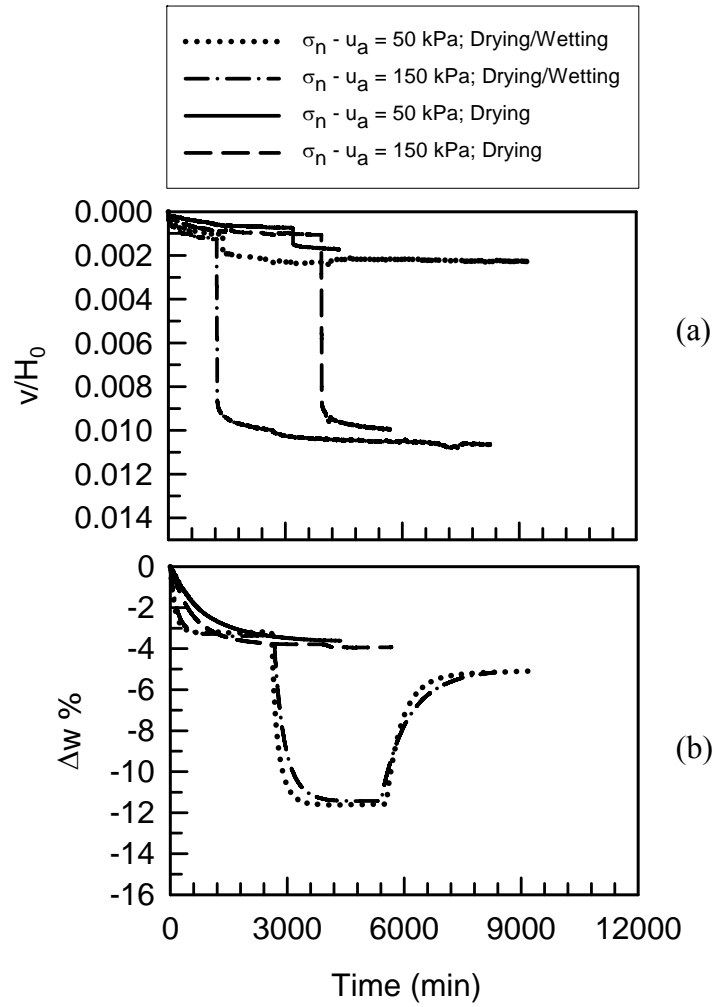 σn - ua = 50 kPa; Drying/Wetting
σn - ua = 150 kPa; Drying/Wetting
σn - ua = 50 kPa; Drying
σn - ua = 150 kPa; Drying
0.000
0.002
0.004
0.006
0.008
0.010
0.012
0.014
v/H0
(a)
0
-2
-4
-6
-8
-10
-12
-14
-16
Δw %
(b)
0 3000 6000 9000 12000
Time (min)